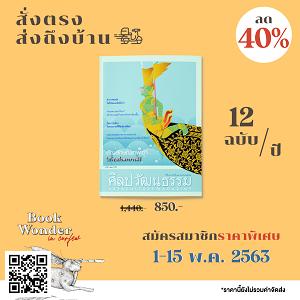 สั่งตรง
ส่งถึงบ้าน
ลด
40%
ศิลปวัฒนธรรม
12
ฉบับ/ปี
1,440.- 850.-
Book
Wonder
สมัครสมาชิกราคาพิเศษ
1-15 พ.ค. 2563
*ราคานี้ยังไม่รวมค่าจัดส่ง